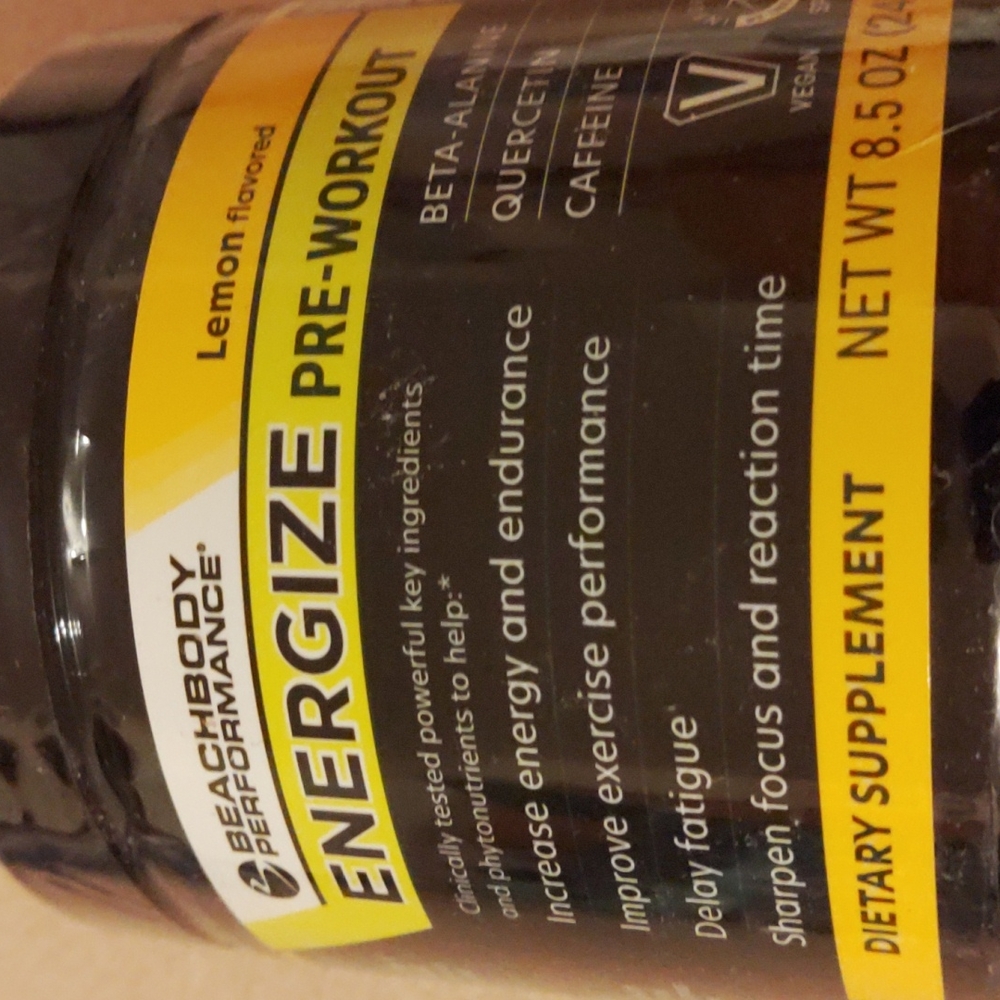 BEACHBODY
PERFORMANCE®
Lemon flavored
ENERGIZE PRE-WORKOUT
Clinically tested powerful key ingredients
and phytonutrients to help:*
Increase energy and endurance
Improve exercise performance
Delay fatigue
Sharpen focus and reaction time
BETA-ALANINE
QUERCETIN
CAFFEINE
V
VEGAN
DIETARY SUPPLEMENT NET WT 8.5 OZ